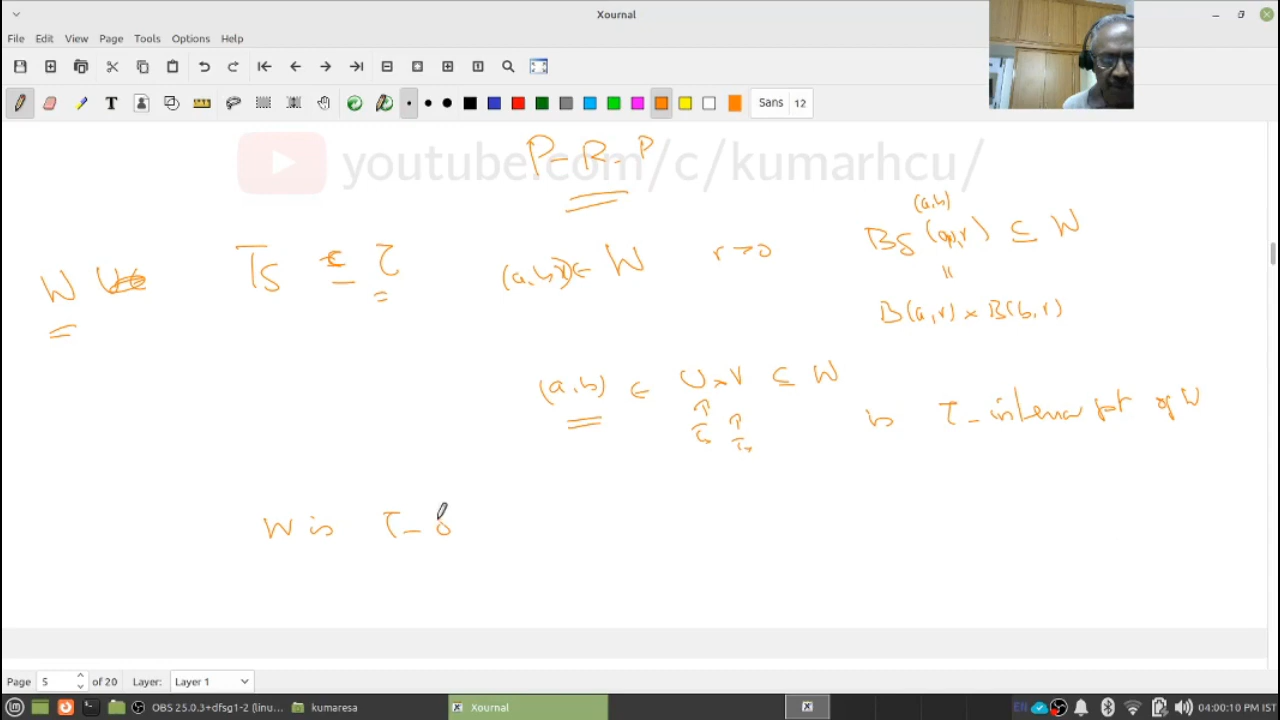 Xournal
File Edit View Page Tools Options Help
Sans 12
youtube.com/c/kumarhcu/
P-R-P
(a,b)
W
T_S ⊆ τ
(a,b) ∈ W r>0
⊆ W
B(a,r) × B(b,r)
(a,b) ∈ U×V ⊆ W
is τ-interior pt of W
W is τ-o
Page 5 of 20 Layer: Layer 1
OBS 25.0.3+dfsg1-2 (linu... kumaresa Xournal EN 04:00:10 PM IST